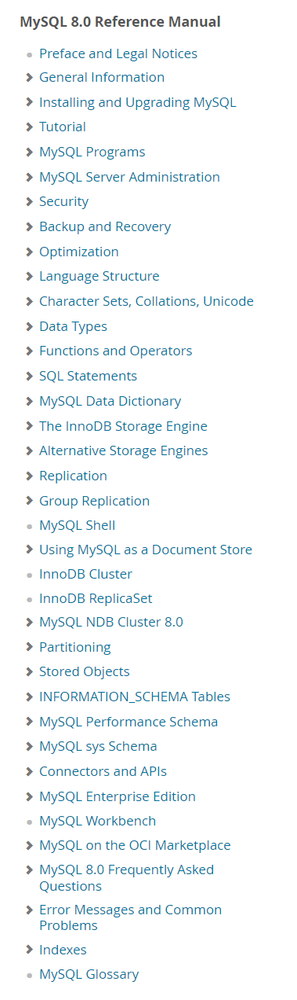 MySQL 8.0 Reference Manual
Preface and Legal Notices
General Information
Installing and Upgrading MySQL
Tutorial
MySQL Programs
MySQL Server Administration
Security
Backup and Recovery
Optimization
Language Structure
Character Sets, Collations, Unicode
Data Types
Functions and Operators
SQL Statements
MySQL Data Dictionary
The InnoDB Storage Engine
Alternative Storage Engines
Replication
Group Replication
MySQL Shell
Using MySQL as a Document Store
InnoDB Cluster
InnoDB ReplicaSet
MySQL NDB Cluster 8.0
Partitioning
Stored Objects
INFORMATION_SCHEMA Tables
MySQL Performance Schema
MySQL sys Schema
Connectors and APIs
MySQL Enterprise Edition
MySQL Workbench
MySQL on the OCI Marketplace
MySQL 8.0 Frequently Asked
Questions
Error Messages and Common
Problems
Indexes
MySQL Glossary